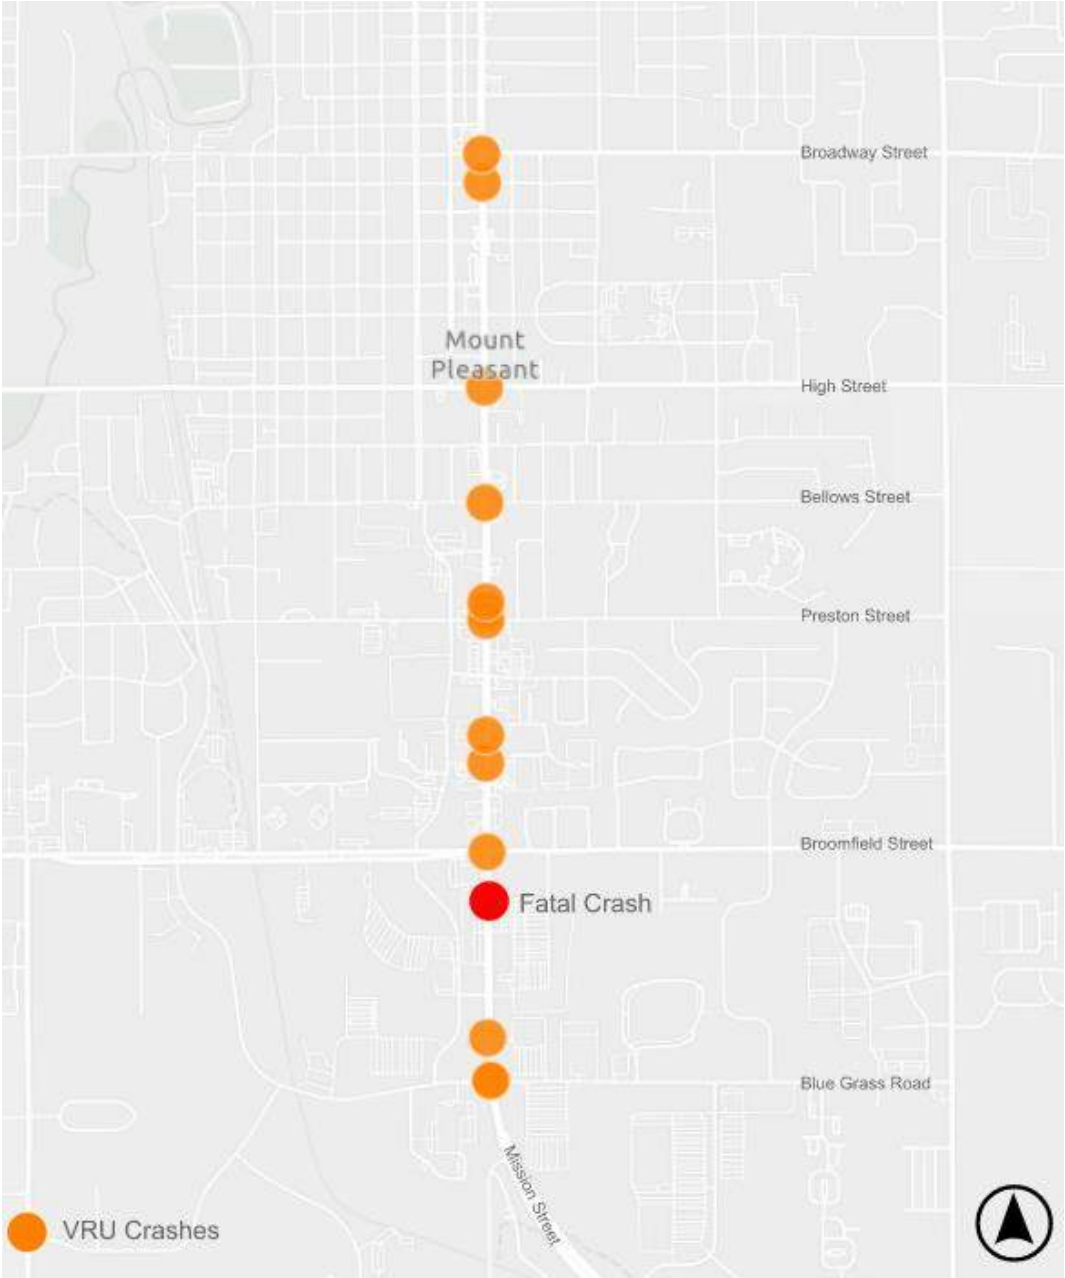 Broadway Street
Mount
Pleasant
High Street
Bellows Street
Preston Street
Broomfield Street
Fatal Crash
Blue Grass Road
Mission Street
VRU Crashes